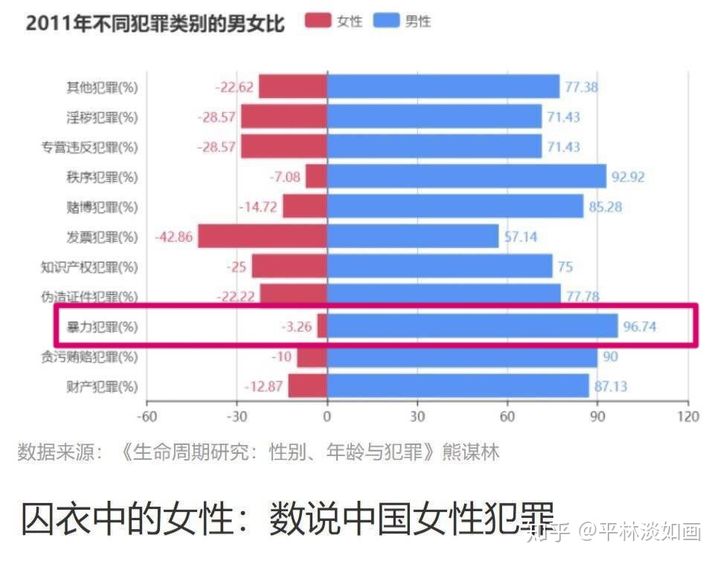 2011年不同犯罪类别的男女比 女性 男性
其他犯罪(%) -22.62 77.38
淫秽犯罪(%) -28.57 71.43
专营违反犯罪(%) -28.57 71.43
秩序犯罪(%) -7.08 92.92
赌博犯罪(%) -14.72 85.28
发票犯罪(%) -42.86 57.14
知识产权犯罪(%) -25 75
伪造证件犯罪(%) -22.22 77.78
暴力犯罪(%) -3.26 96.74
贪污贿赂犯罪(%) -10 90
财产犯罪(%) -12.87 87.13
-60 -30 0 30 60 90 120
数据来源：《生命周期研究：性别、年龄与犯罪》熊谋林
囚衣中的女性：数说中国女性犯罪
知乎 @平林淡如画